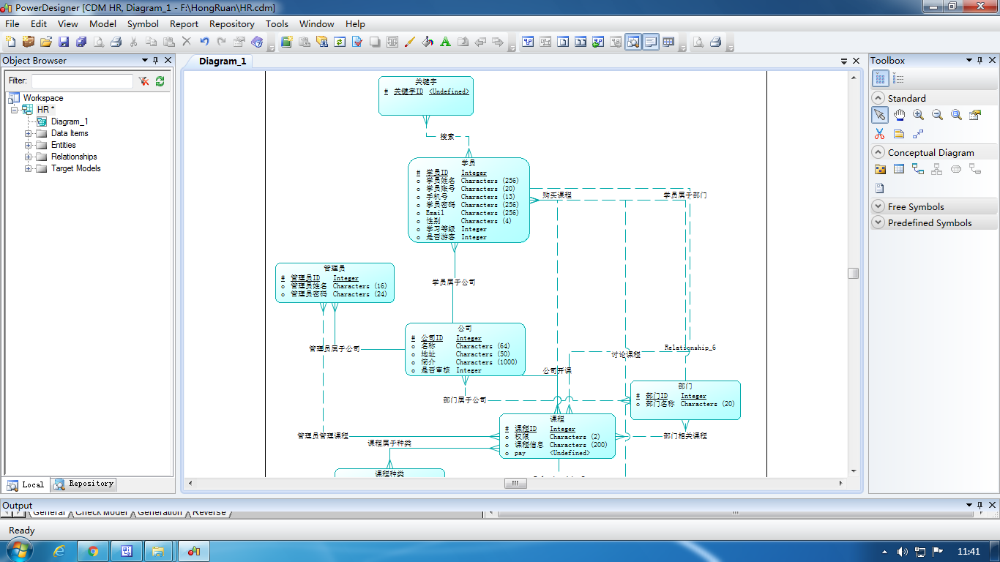 PowerDesigner [CDM HR, Diagram_1 - F:\HongRuan\HR.cdm]
File Edit View Model Symbol Report Repository Tools Window Help
Object Browser
Filter:
Workspace
HR *
Diagram_1
Data Items
Entities
Relationships
Target Models
Local Repository
Diagram_1
关键字
# 关键字ID <Undefined>
搜索
学员
# 学员ID Integer
o 学员姓名 Characters (256)
o 学员账号 Characters (20)
o 手机号 Characters (13)
o 学员密码 Characters (256)
o Email Characters (256)
o 性别 Characters (4)
o 学习等级 Integer
o 是否游客 Integer
购买课程
学员属于部门
学员属于公司
管理员
# 管理员ID Integer
o 管理员姓名 Characters (16)
o 管理员密码 Characters (24)
管理员属于公司
公司
# 公司ID Integer
o 名称 Characters (64)
o 地址 Characters (50)
o 简介 Characters (1000)
o 是否审核 Integer
Relationship_6
讨论课程
公司开课
部门属于公司
部门
# 部门ID Integer
o 部门名称 Characters (20)
课程
# 课程ID Integer
o 权限 Characters (2)
o 课程信息 Characters (200)
o pay <Undefined>
管理员管理课程
部门相关课程
课程属于种类
课程种类
Toolbox
Standard
Conceptual Diagram
Free Symbols
Predefined Symbols
Output
General Check Model Generation Reverse
Ready
11:41